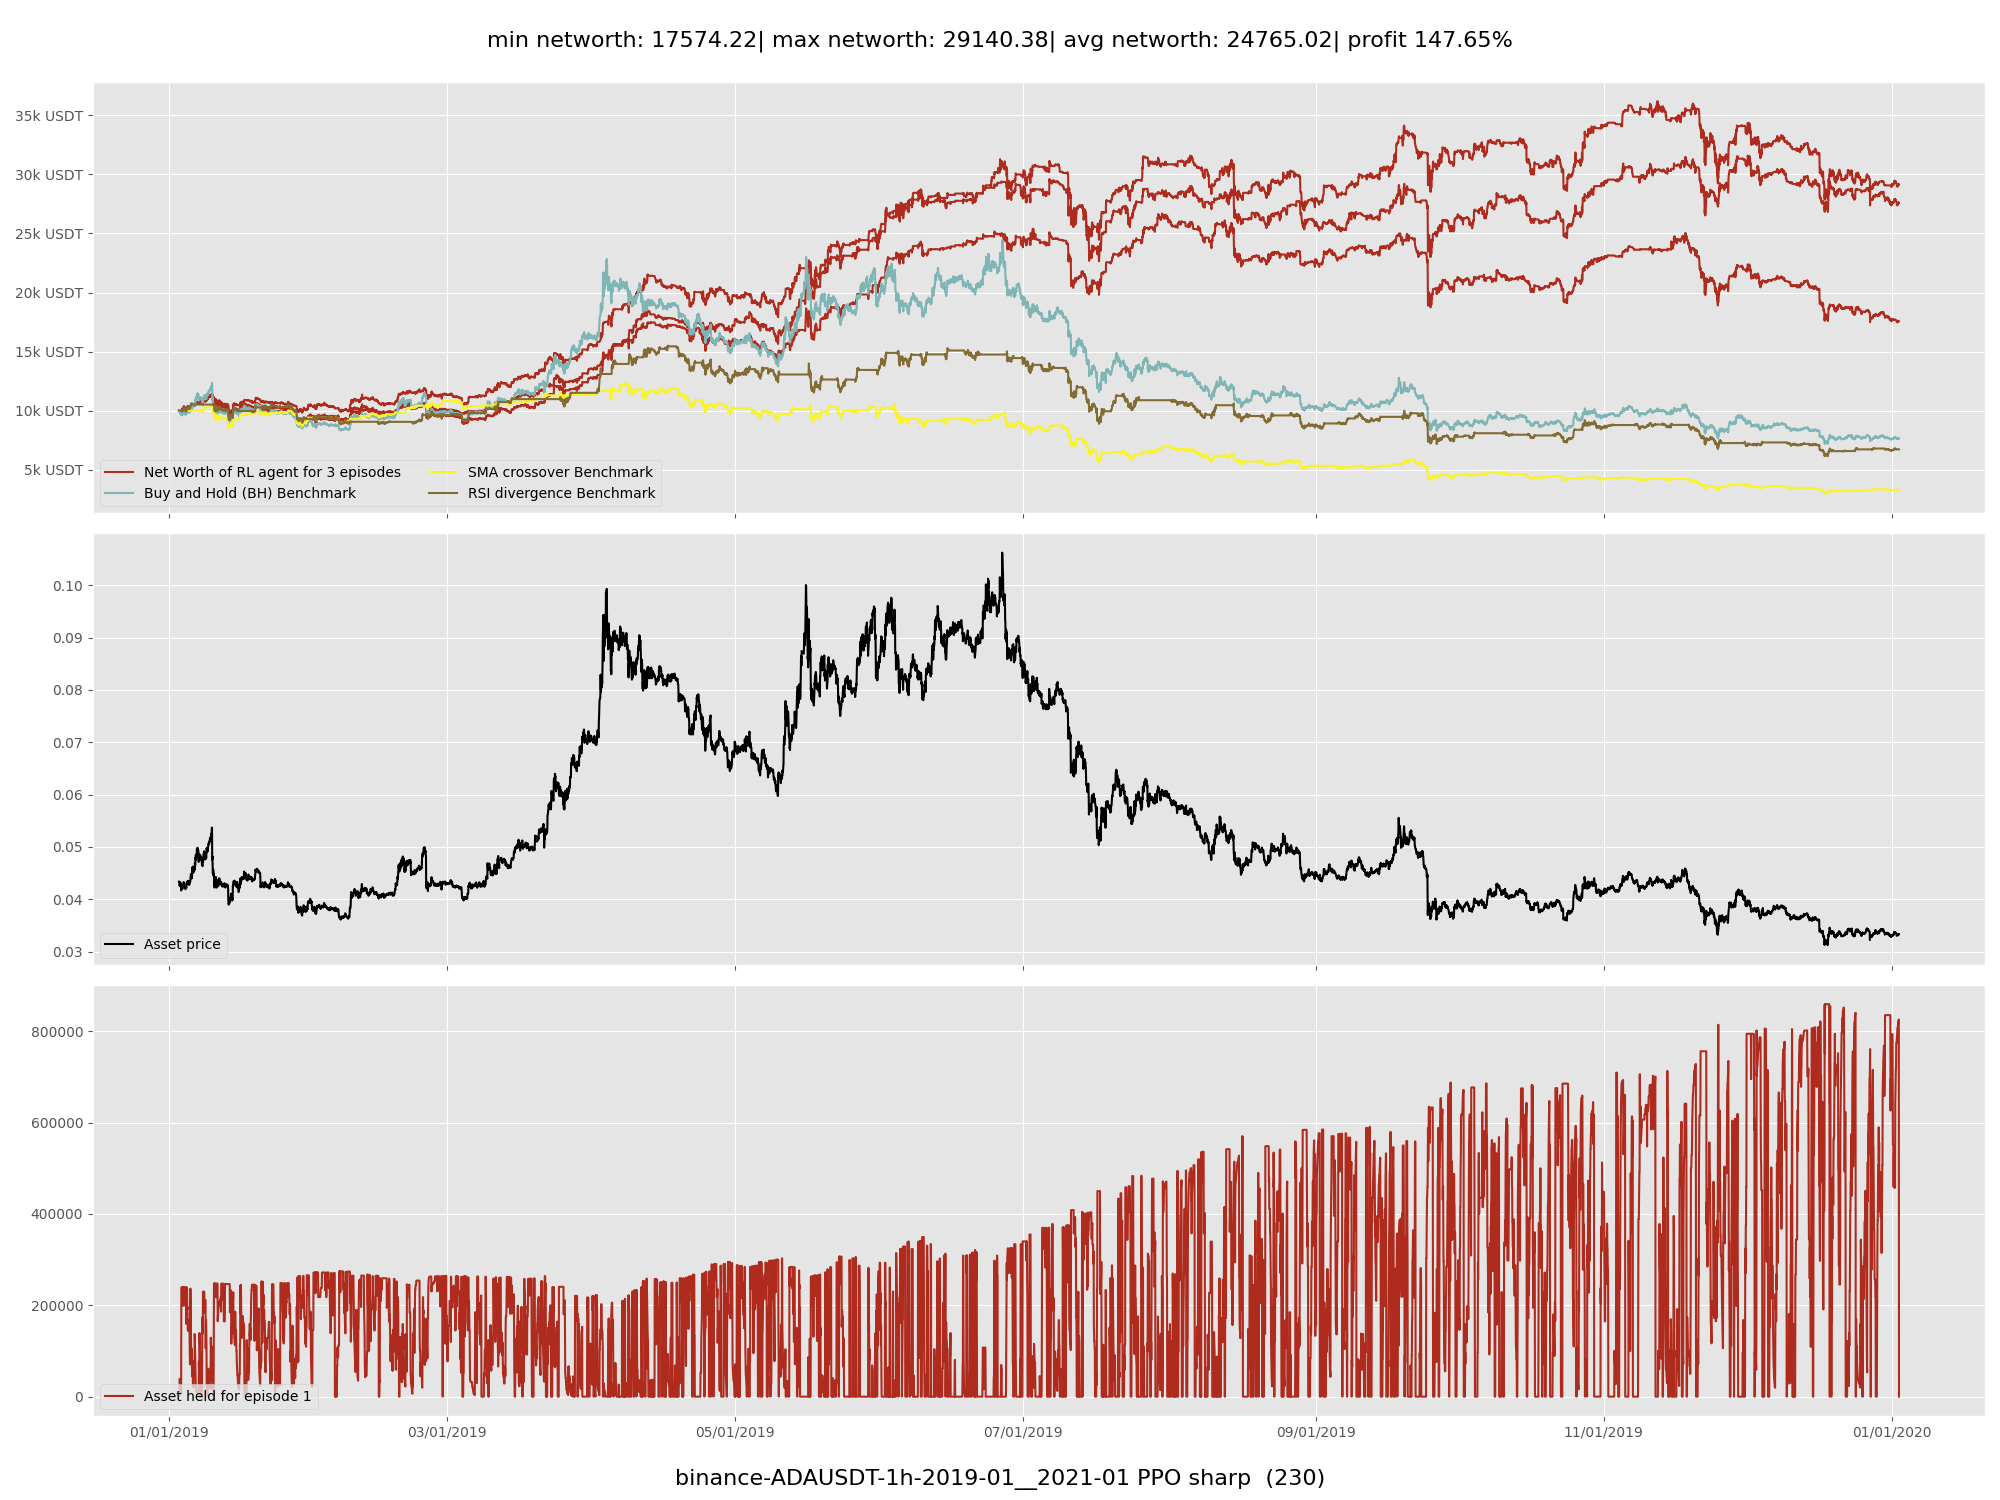 min networth: 17574.22| max networth: 29140.38| avg networth: 24765.02| profit 147.65%
35k USDT
30k USDT
25k USDT
20k USDT
15k USDT
10k USDT
5k USDT
Net Worth of RL agent for 3 episodes
Buy and Hold (BH) Benchmark
SMA crossover Benchmark
RSI divergence Benchmark
0.10
0.09
0.08
0.07
0.06
0.05
0.04
0.03
Asset price
800000
600000
400000
200000
0
Asset held for episode 1
01/01/2019 03/01/2019 05/01/2019 07/01/2019 09/01/2019 11/01/2019 01/01/2020
binance-ADAUSDT-1h-2019-01__2021-01 PPO sharp (230)